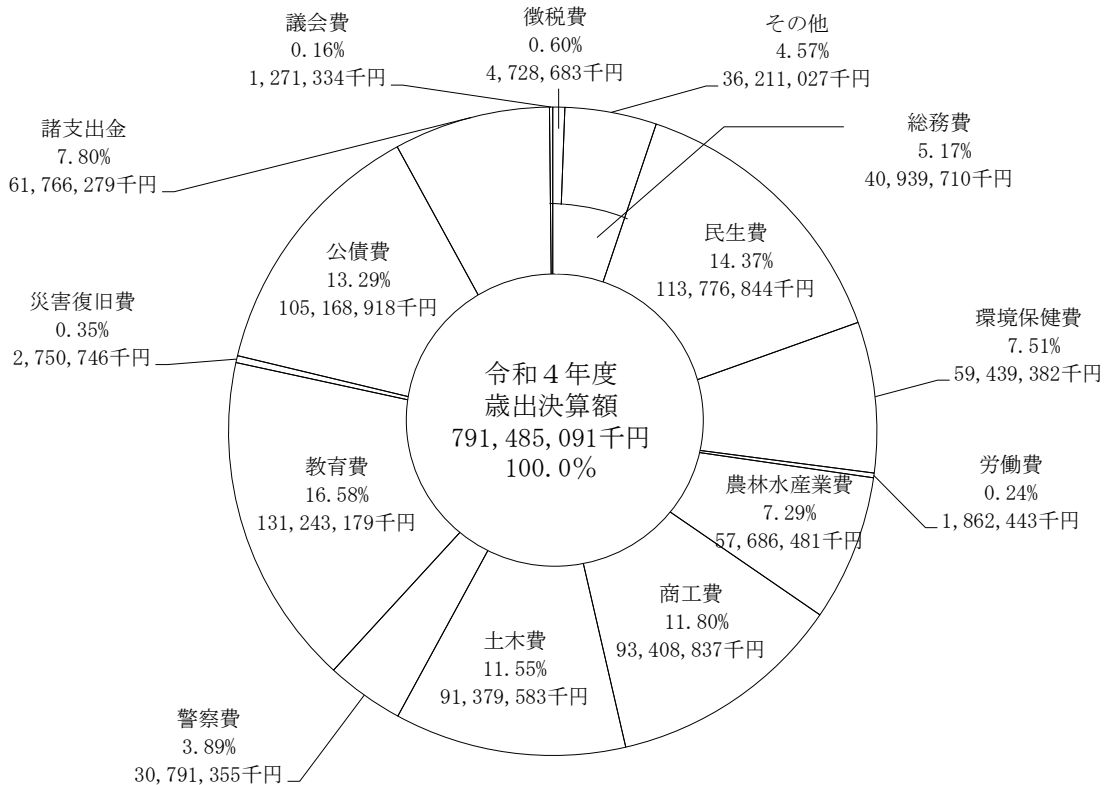 議会費
0.16%
1,271,334千円
徴税費
0.60%
4,728,683千円
その他
4.57%
36,211,027千円
総務費
5.17%
40,939,710千円
諸支出金
7.80%
61,766,279千円
民生費
14.37%
113,776,844千円
公債費
13.29%
105,168,918千円
災害復旧費
0.35%
2,750,746千円
環境保健費
7.51%
59,439,382千円
令和４年度
歳出決算額
791,485,091千円
100.0％
労働費
0.24%
1,862,443千円
農林水産業費
7.29%
57,686,481千円
教育費
16.58%
131,243,179千円
商工費
11.80%
93,408,837千円
土木費
11.55%
91,379,583千円
警察費
3.89%
30,791,355千円